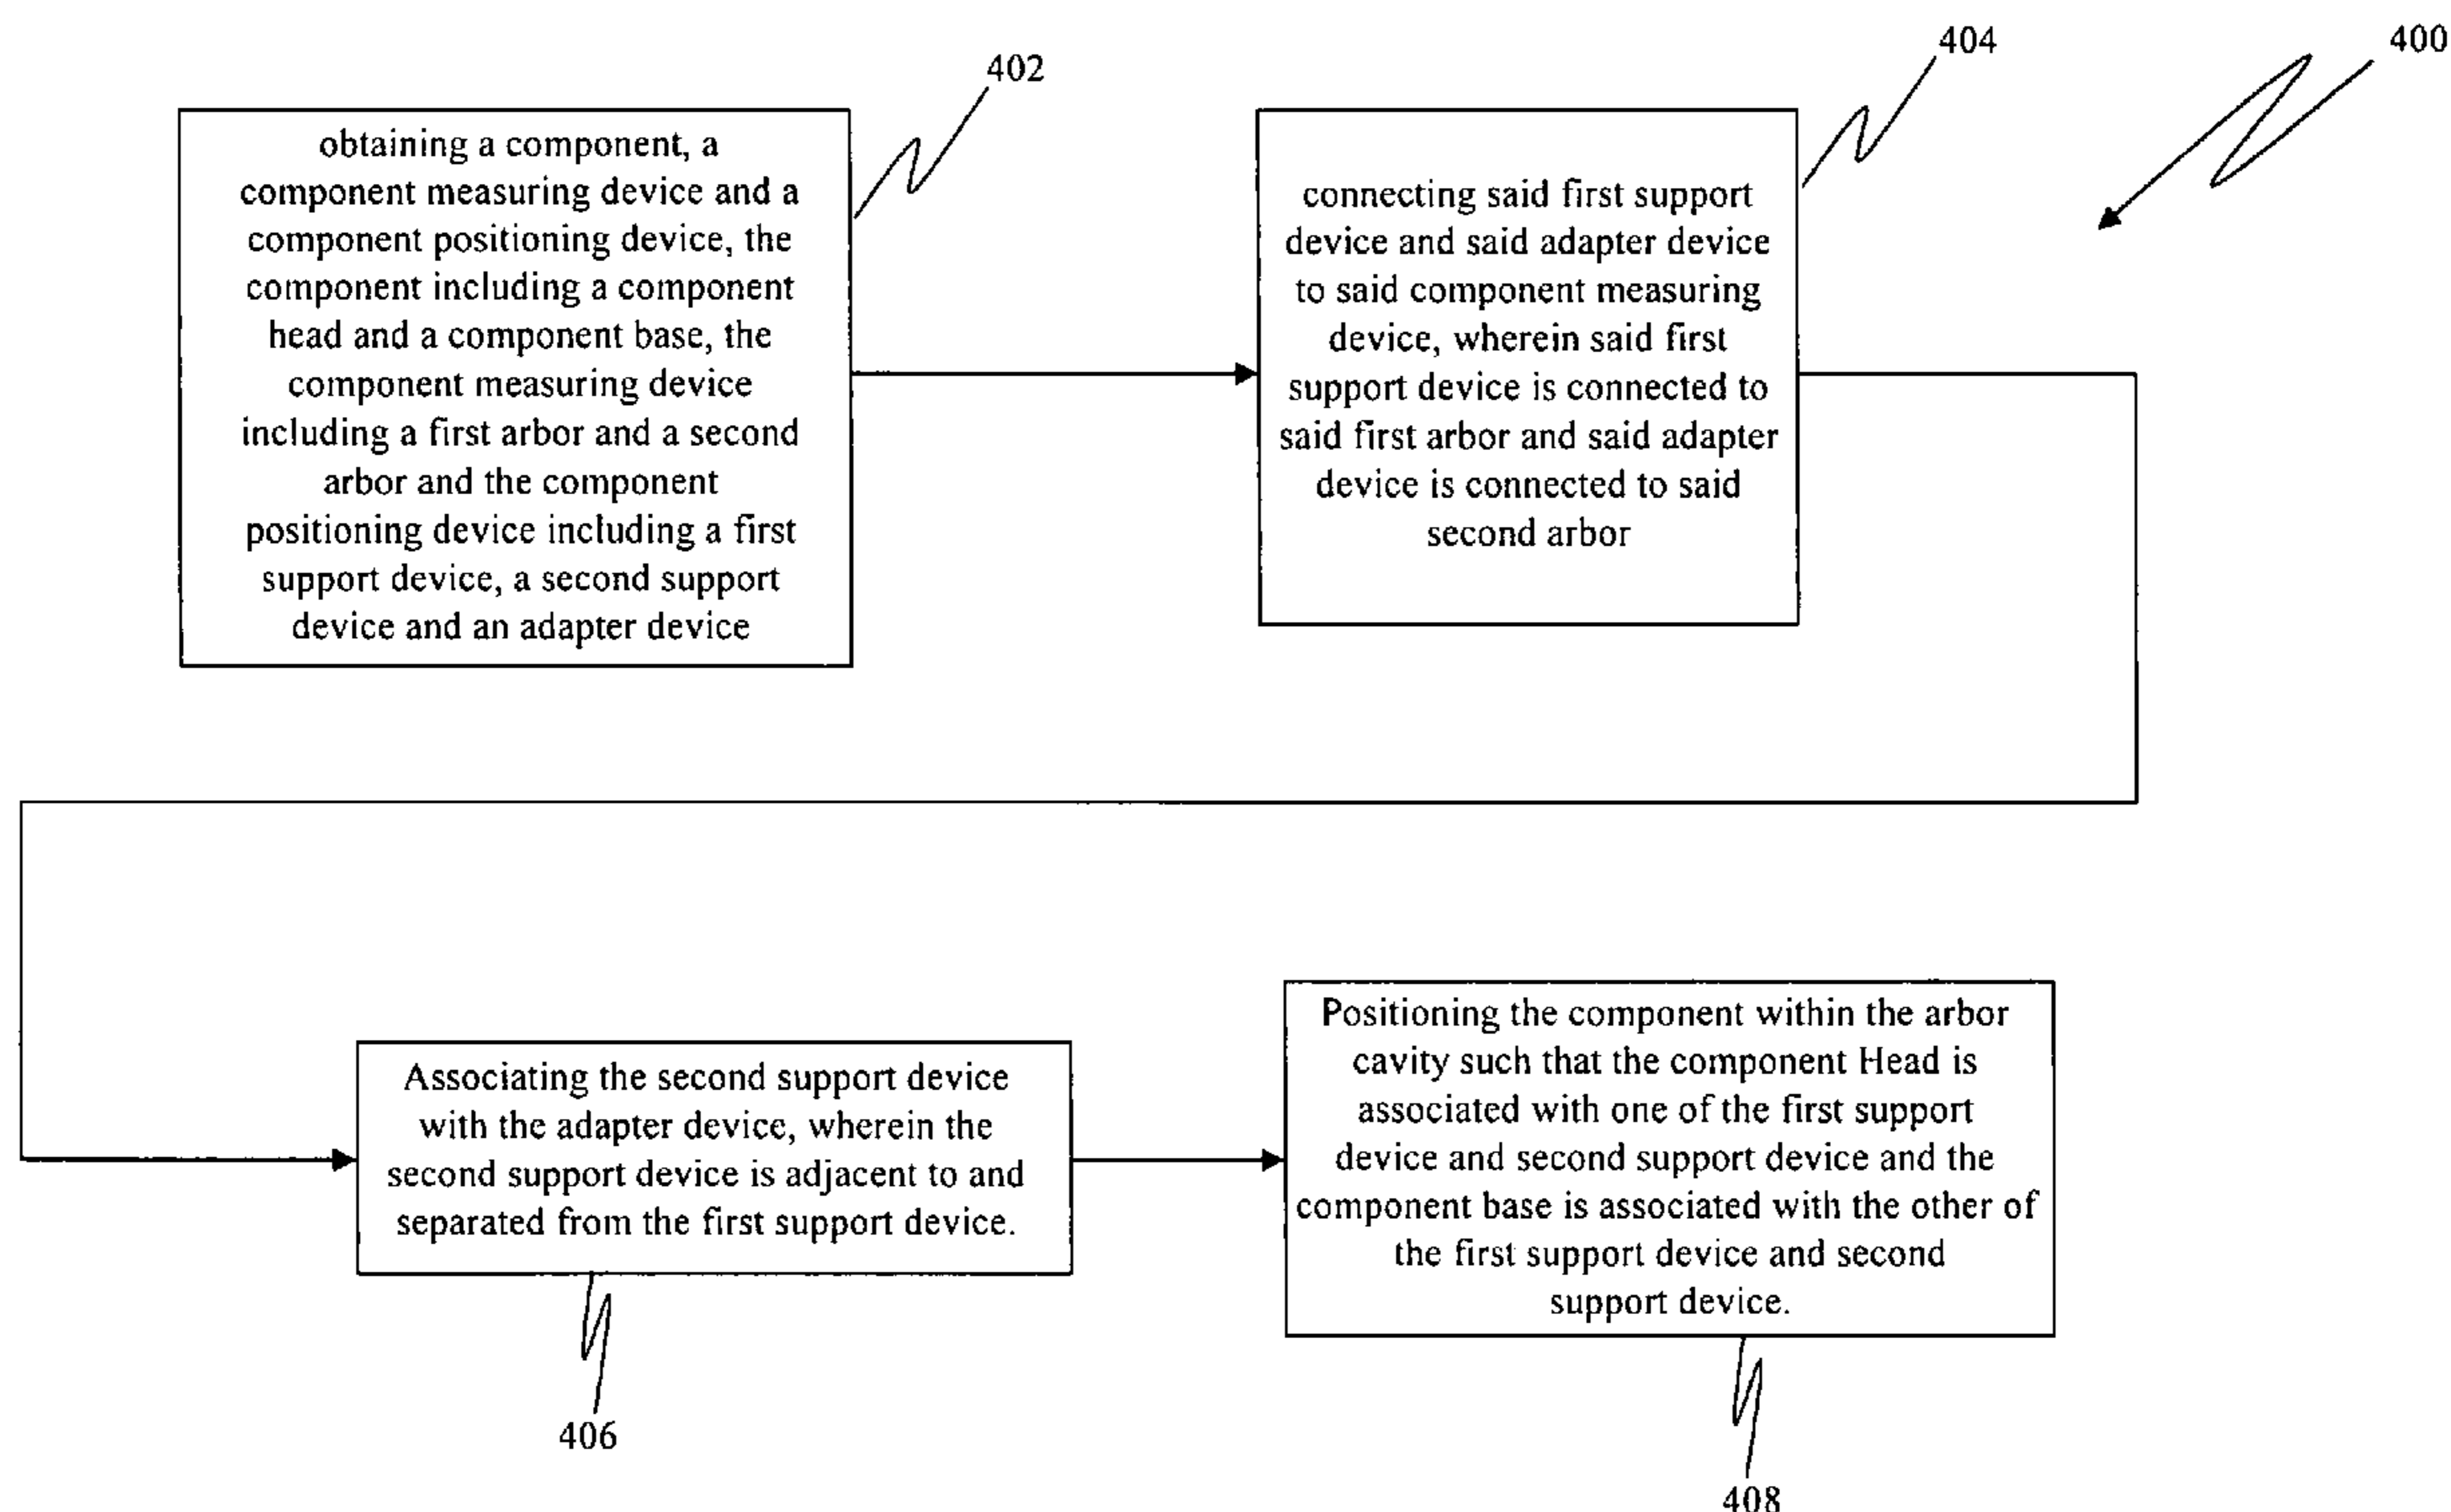 402
404
400
obtaining a component, a
component measuring device and a
component positioning device, the
component including a component
head and a component base, the
component measuring device
including a first arbor and a second
arbor and the component
positioning device including a first
support device, a second support
device and an adapter device
connecting said first support
device and said adapter device
to said component measuring
device, wherein said first
support device is connected to
said first arbor and said adapter
device is connected to said
second arbor
Associating the second support device
with the adapter device, wherein the
second support device is adjacent to and
separated from the first support device.
Positioning the component within the arbor
cavity such that the component Head is
associated with one of the first support
device and second support device and the
component base is associated with the other of
the first support device and second
support device.
406
408